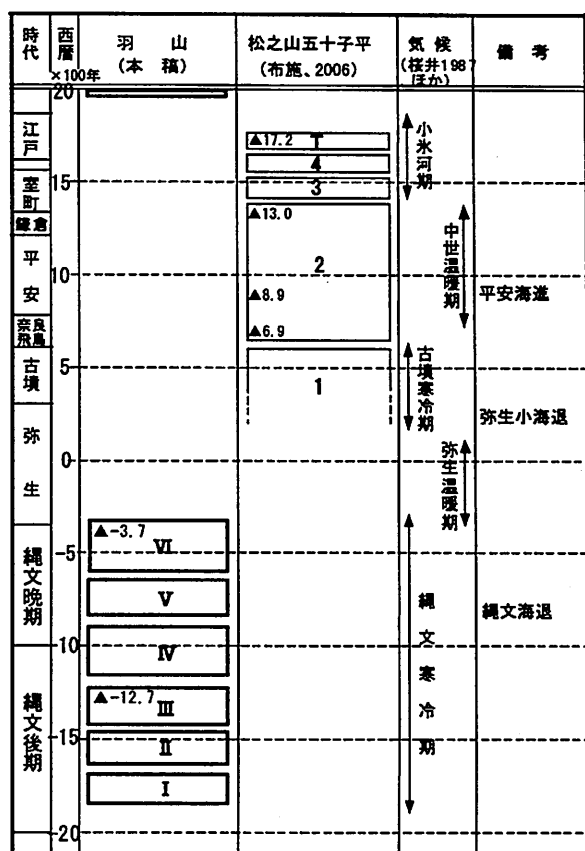 時代
西暦
×100年
羽山
(本稿)
松之山五十子平
(布施、2006)
気候
(桜井1987
ほか)
備考
20
15
10
5
0
-5
-10
-15
-20
江戸
室町
鎌倉
平安
奈良
飛鳥
古墳
弥生
縄文晩期
縄文後期
▲-3.7
Ⅵ
Ⅴ
Ⅳ
▲-12.7
Ⅲ
Ⅱ
Ⅰ
▲17.2
T
4
3
▲13.0
2
▲8.9
▲6.9
1
小氷河期
中世温暖期
古墳寒冷期
弥生温暖期
縄文寒冷期
平安海進
弥生小海退
縄文海退